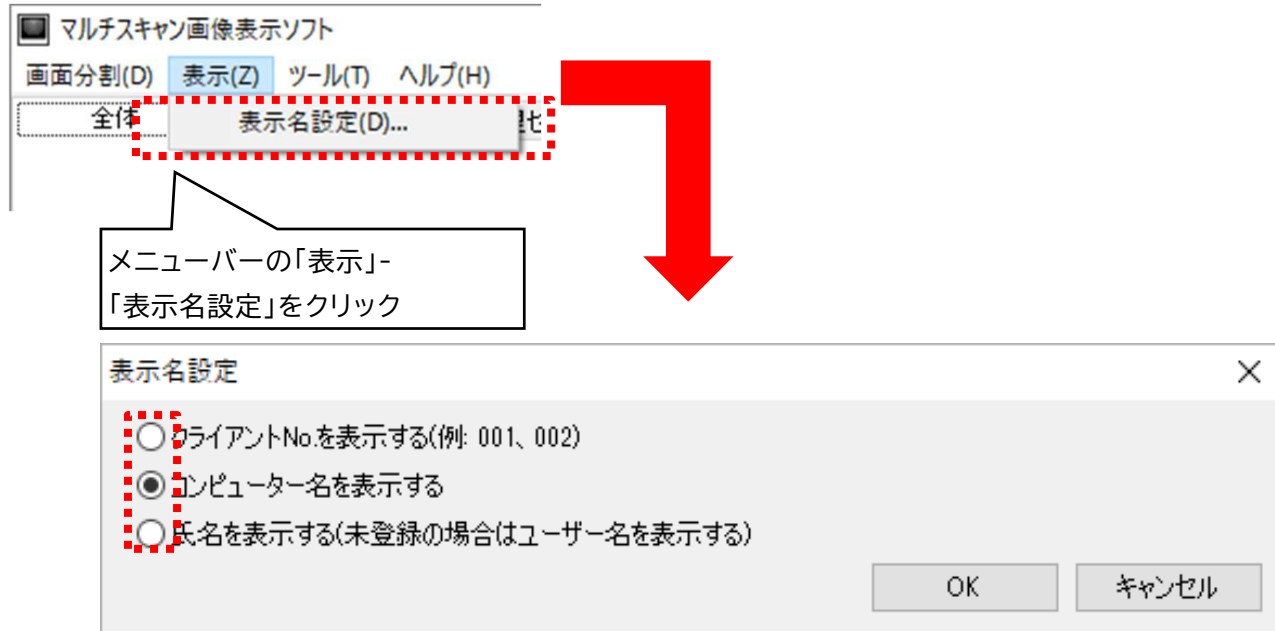 マルチスキャン画像表示ソフト
画面分割(D) 表示(Z) ツール(T) ヘルプ(H)
全体
表示名設定(D)...
メニューバーの「表示」-
「表示名設定」をクリック
表示名設定
クライアントNo.を表示する(例: 001、002)
コンピューター名を表示する
氏名を表示する(未登録の場合はユーザー名を表示する)
OK キャンセル